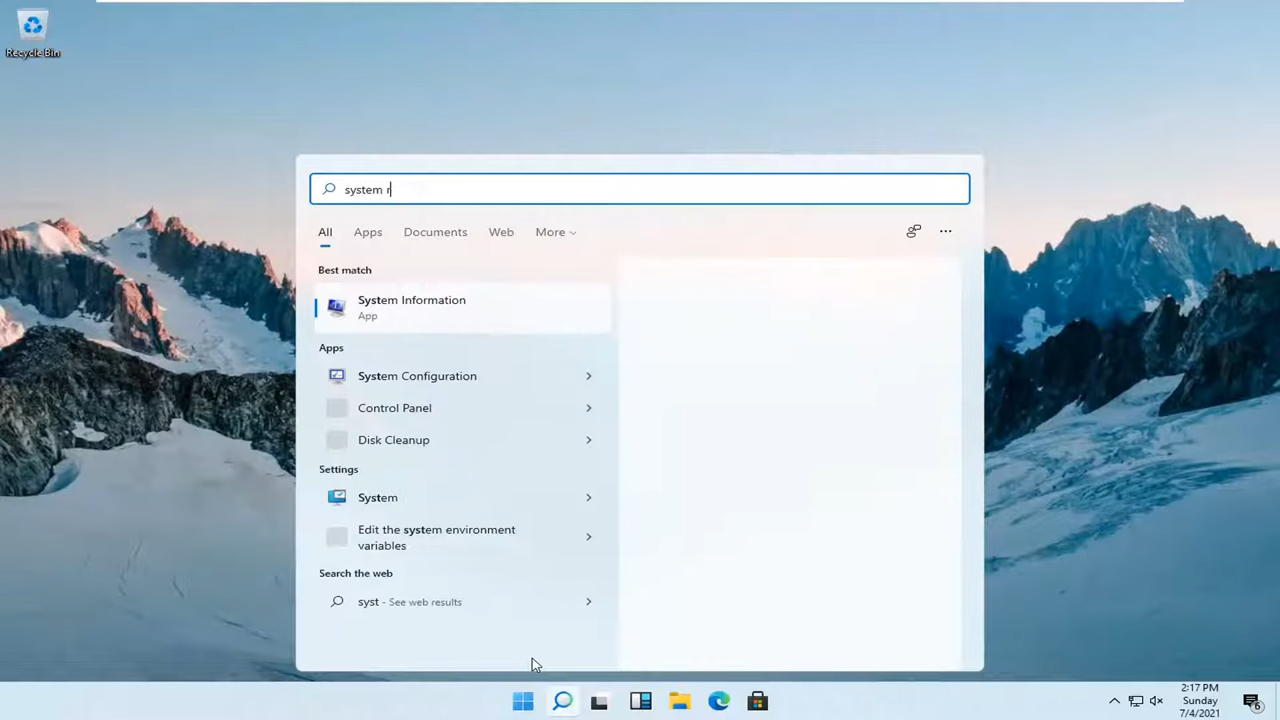 Recycle Bin
system r
All Apps Documents Web More
Best match
System Information
App
Apps
System Configuration
Control Panel
Disk Cleanup
Settings
System
Edit the system environment
variables
Search the web
syst - See web results
2:17 PM
Sunday
7/4/2021
6